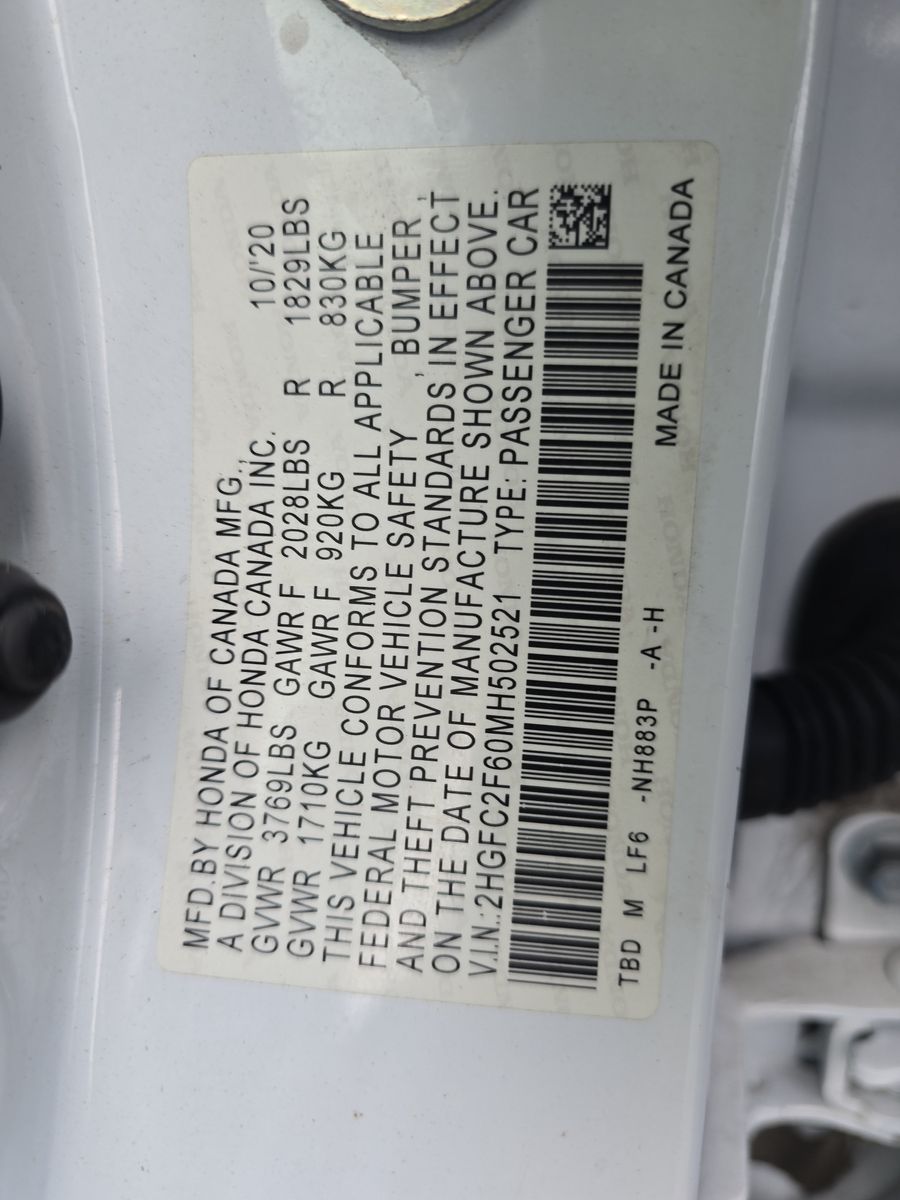 MFD.BY HONDA OF CANADA MFG.,
A DIVISION OF HONDA CANADA INC. 10/'20
GVWR 3769LBS GAWR F 2028LBS R 1829LBS
GVWR 1710KG GAWR F 920KG R 830KG
THIS VEHICLE CONFORMS TO ALL APPLICABLE
FEDERAL MOTOR VEHICLE SAFETY , BUMPER ,
AND THEFT PREVENTION STANDARDS, IN EFFECT
ON THE DATE OF MANUFACTURE SHOWN ABOVE.
V.I.N.:2HGFC2F60MH502521 TYPE: PASSENGER CAR
TBD M LF6 -NH883P -A -H MADE IN CANADA